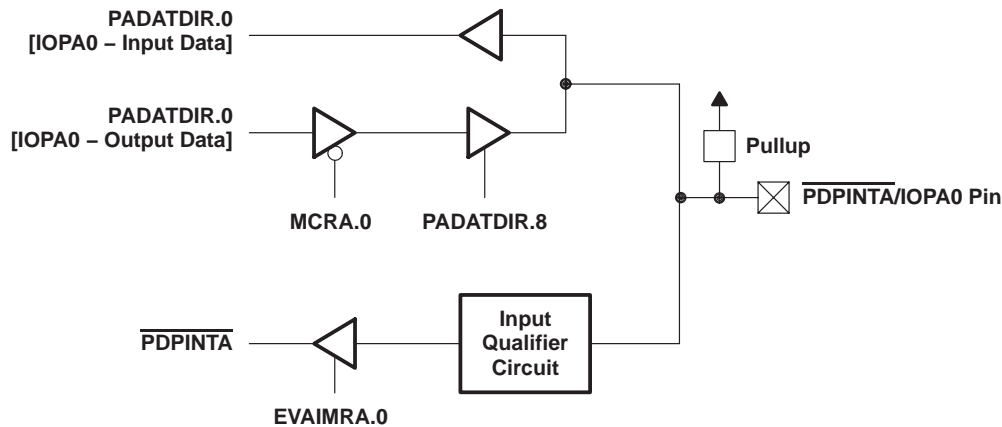 PADATDIR.0
[IOPA0 – Input Data]
PADATDIR.0
[IOPA0 – Output Data]
MCRA.0
PADATDIR.8
Pullup
PDPINTA/IOPA0 Pin
PDPINTA
Input
Qualifier
Circuit
EVAIMRA.0